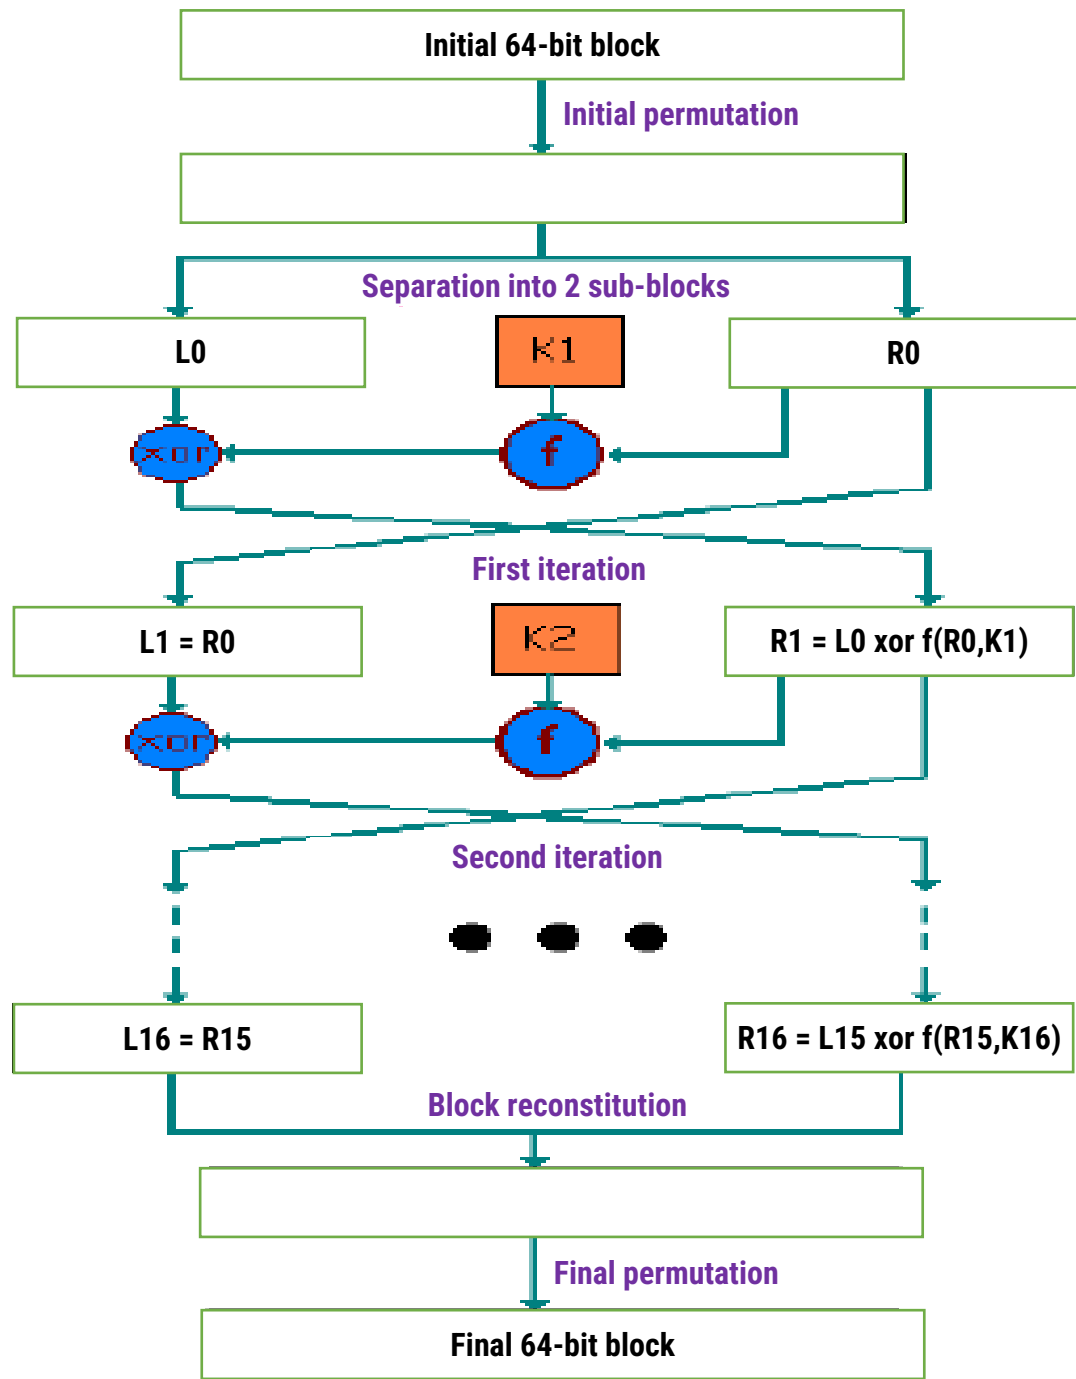 Initial 64-bit block
Initial permutation
Separation into 2 sub-blocks
L0
K1
R0
xor
f
First iteration
L1 = R0
K2
R1 = L0 xor f(R0,K1)
xor
f
Second iteration
L16 = R15
R16 = L15 xor f(R15,K16)
Block reconstitution
Final permutation
Final 64-bit block